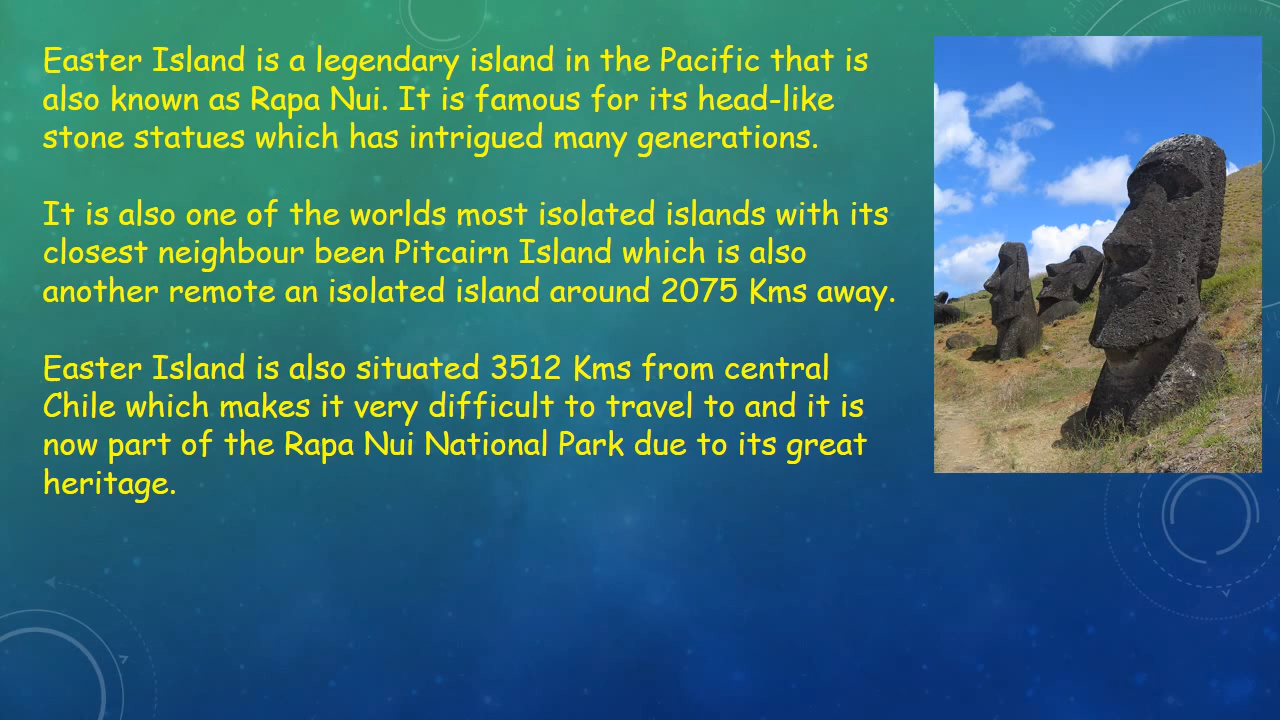 Easter Island is a legendary island in the Pacific that is
also known as Rapa Nui. It is famous for its head-like
stone statues which has intrigued many generations.
It is also one of the worlds most isolated islands with its
closest neighbour been Pitcairn Island which is also
another remote an isolated island around 2075 Kms away.
Easter Island is also situated 3512 Kms from central
Chile which makes it very difficult to travel to and it is
now part of the Rapa Nui National Park due to its great
heritage.